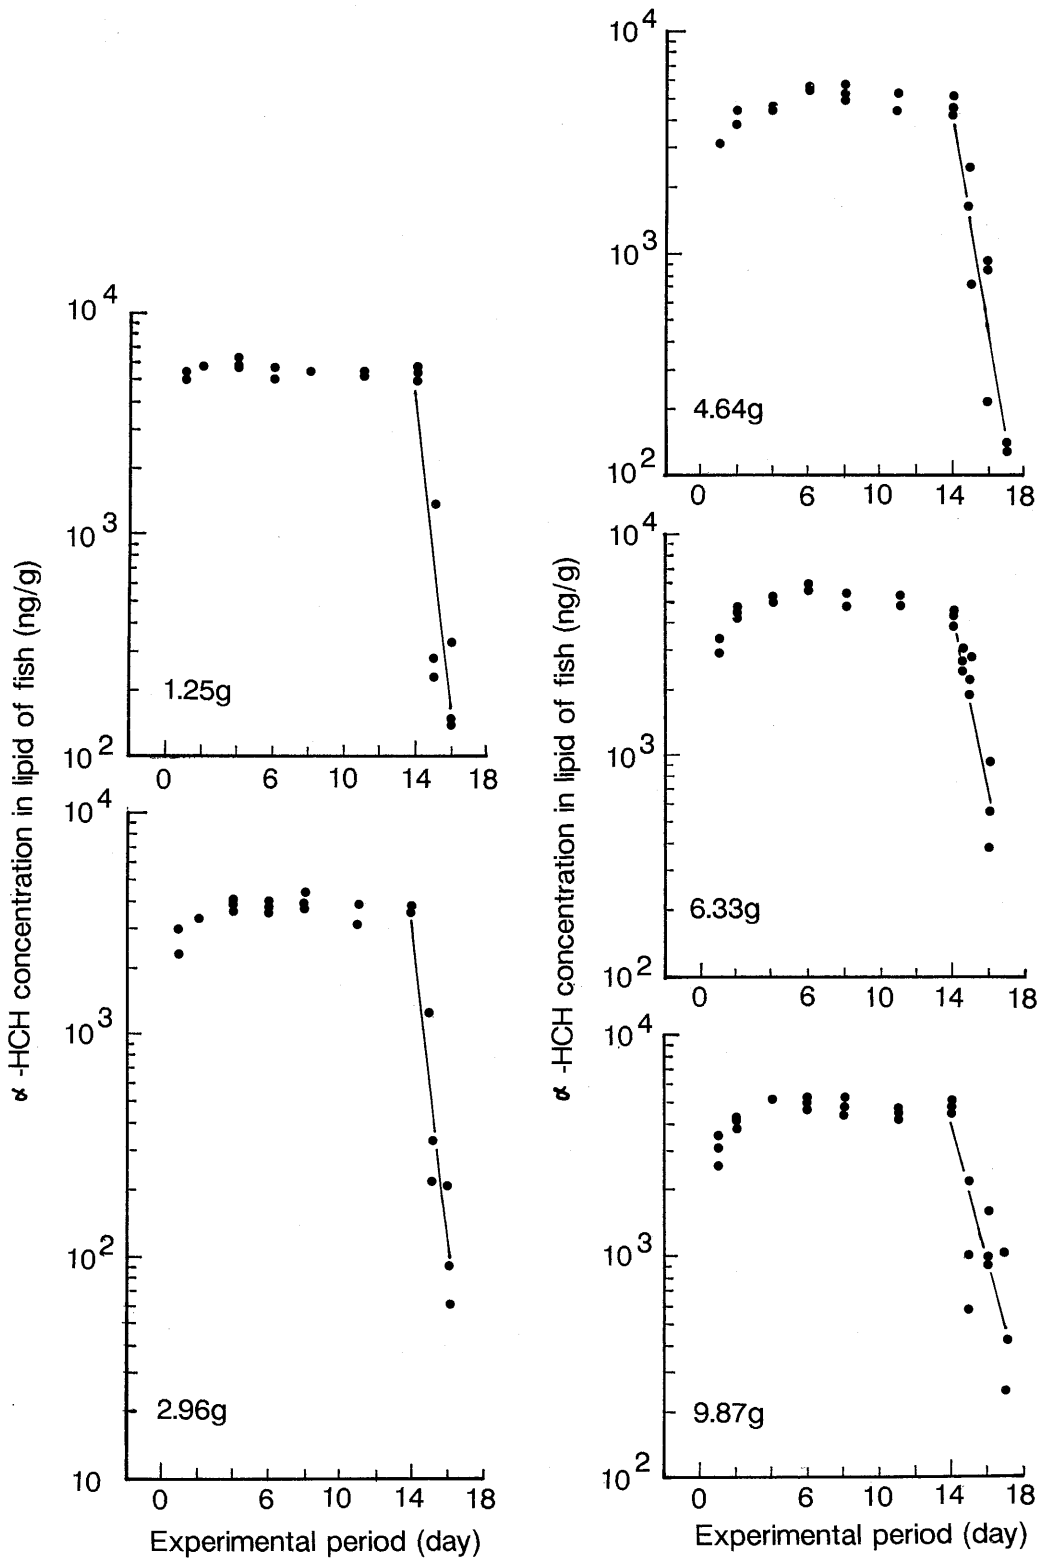 α -HCH concentration in lipid of fish (ng/g)
10^4
10^3
10^2
1.25g
0 6 10 14 18
10^4
10^3
10^2
10
2.96g
0 6 10 14 18
Experimental period (day)
α -HCH concentration in lipid of fish (ng/g)
10^4
10^3
10^2
4.64g
0 6 10 14 18
10^4
10^3
10^2
6.33g
0 6 10 14 18
10^4
10^3
10^2
9.87g
0 6 10 14 18
Experimental period (day)